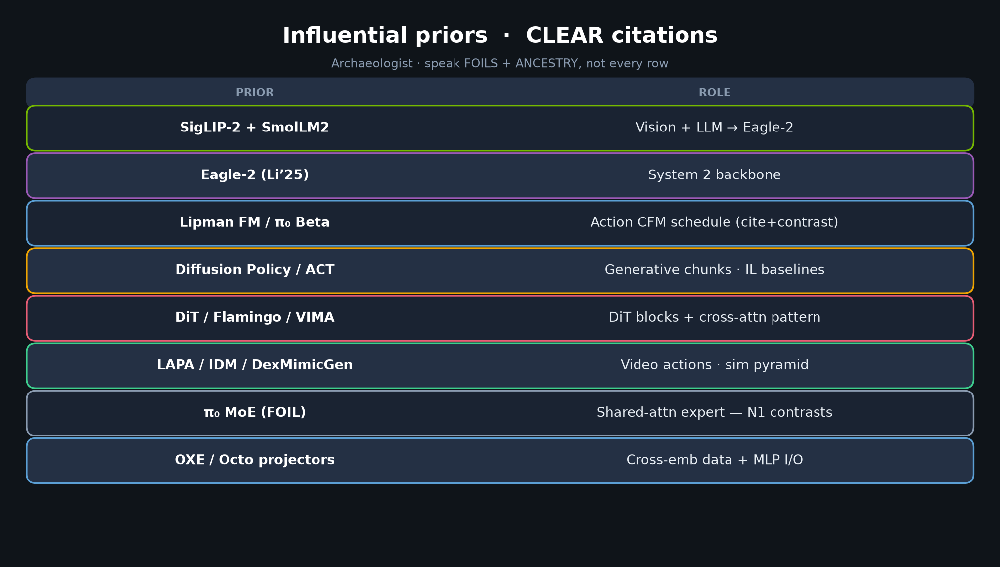 Influential priors · CLEAR citations
Archaeologist · speak FOILS + ANCESTRY, not every row
PRIOR ROLE
SigLIP-2 + SmolLM2 Vision + LLM → Eagle-2
Eagle-2 (Li’25) System 2 backbone
Lipman FM / π₀ Beta Action CFM schedule (cite+contrast)
Diffusion Policy / ACT Generative chunks · IL baselines
DiT / Flamingo / VIMA DiT blocks + cross-attn pattern
LAPA / IDM / DexMimicGen Video actions · sim pyramid
π₀ MoE (FOIL) Shared-attn expert — N1 contrasts
OXE / Octo projectors Cross-emb data + MLP I/O